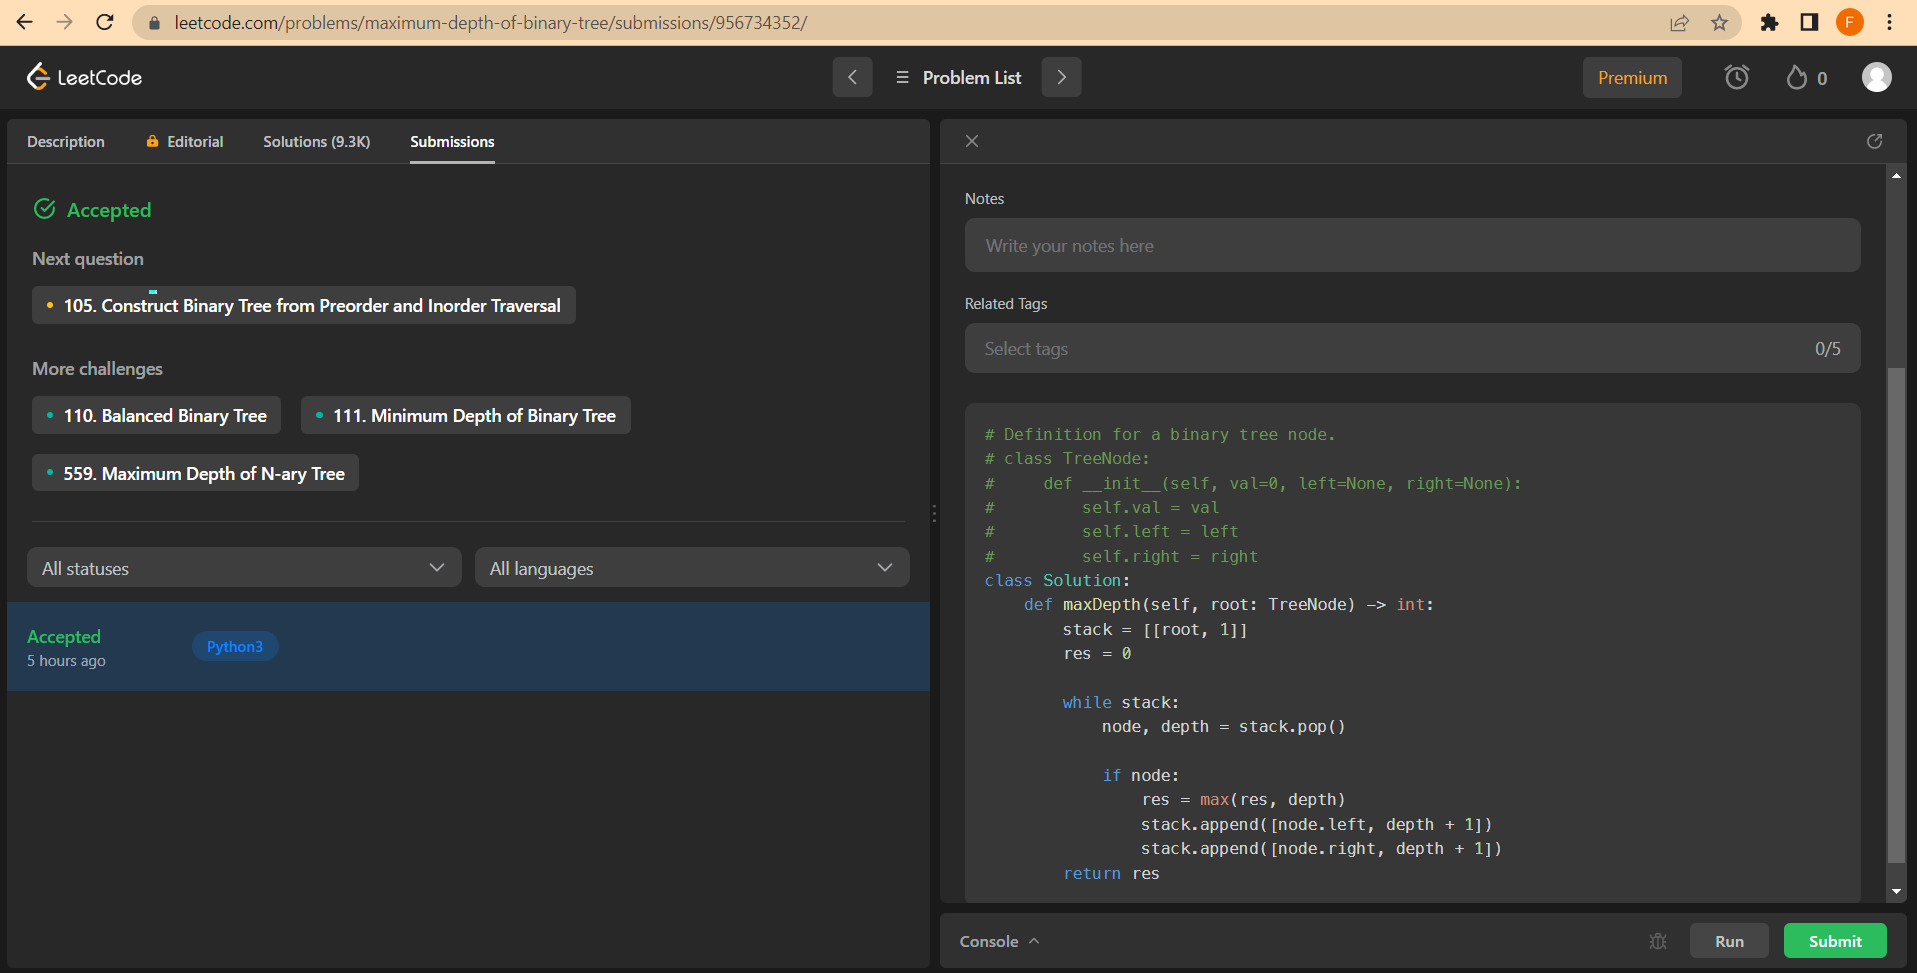 leetcode.com/problems/maximum-depth-of-binary-tree/submissions/956734352/
F
LeetCode
Problem List
Premium
0
Description
Editorial
Solutions (9.3K)
Submissions
Accepted
Next question
105. Construct Binary Tree from Preorder and Inorder Traversal
More challenges
110. Balanced Binary Tree
111. Minimum Depth of Binary Tree
559. Maximum Depth of N-ary Tree
All statuses
All languages
Accepted
Python3
5 hours ago
Notes
Write your notes here
Related Tags
Select tags
0/5
# Definition for a binary tree node.
# class TreeNode:
#     def __init__(self, val=0, left=None, right=None):
#         self.val = val
#         self.left = left
#         self.right = right
class Solution:
    def maxDepth(self, root: TreeNode) -> int:
        stack = [[root, 1]]
        res = 0
        while stack:
            node, depth = stack.pop()
            if node:
                res = max(res, depth)
                stack.append([node.left, depth + 1])
                stack.append([node.right, depth + 1])
        return res
Console
Run
Submit